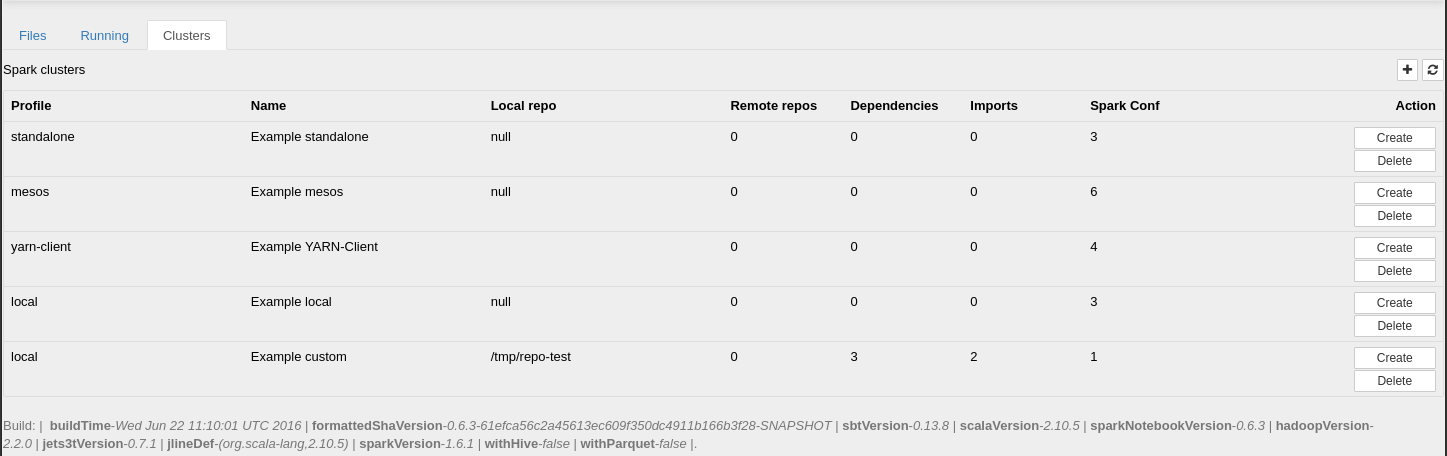 Files Running Clusters
Spark clusters
Profile Name Local repo Remote repos Dependencies Imports Spark Conf Action
standalone Example standalone null 0 0 0 3 Create
Delete
mesos Example mesos null 0 0 0 6 Create
Delete
yarn-client Example YARN-Client 0 0 0 4 Create
Delete
local Example local null 0 0 0 3 Create
Delete
local Example custom /tmp/repo-test 0 3 2 1 Create
Delete
Build: | buildTime-Wed Jun 22 11:10:01 UTC 2016 | formattedShaVersion-0.6.3-61efca56c2a45613ec609f350dc4911b166b3f28-SNAPSHOT | sbtVersion-0.13.8 | scalaVersion-2.10.5 | sparkNotebookVersion-0.6.3 | hadoopVersion-
2.2.0 | jets3tVersion-0.7.1 | jlineDef-(org.scala-lang,2.10.5) | sparkVersion-1.6.1 | withHive-false | withParquet-false |.